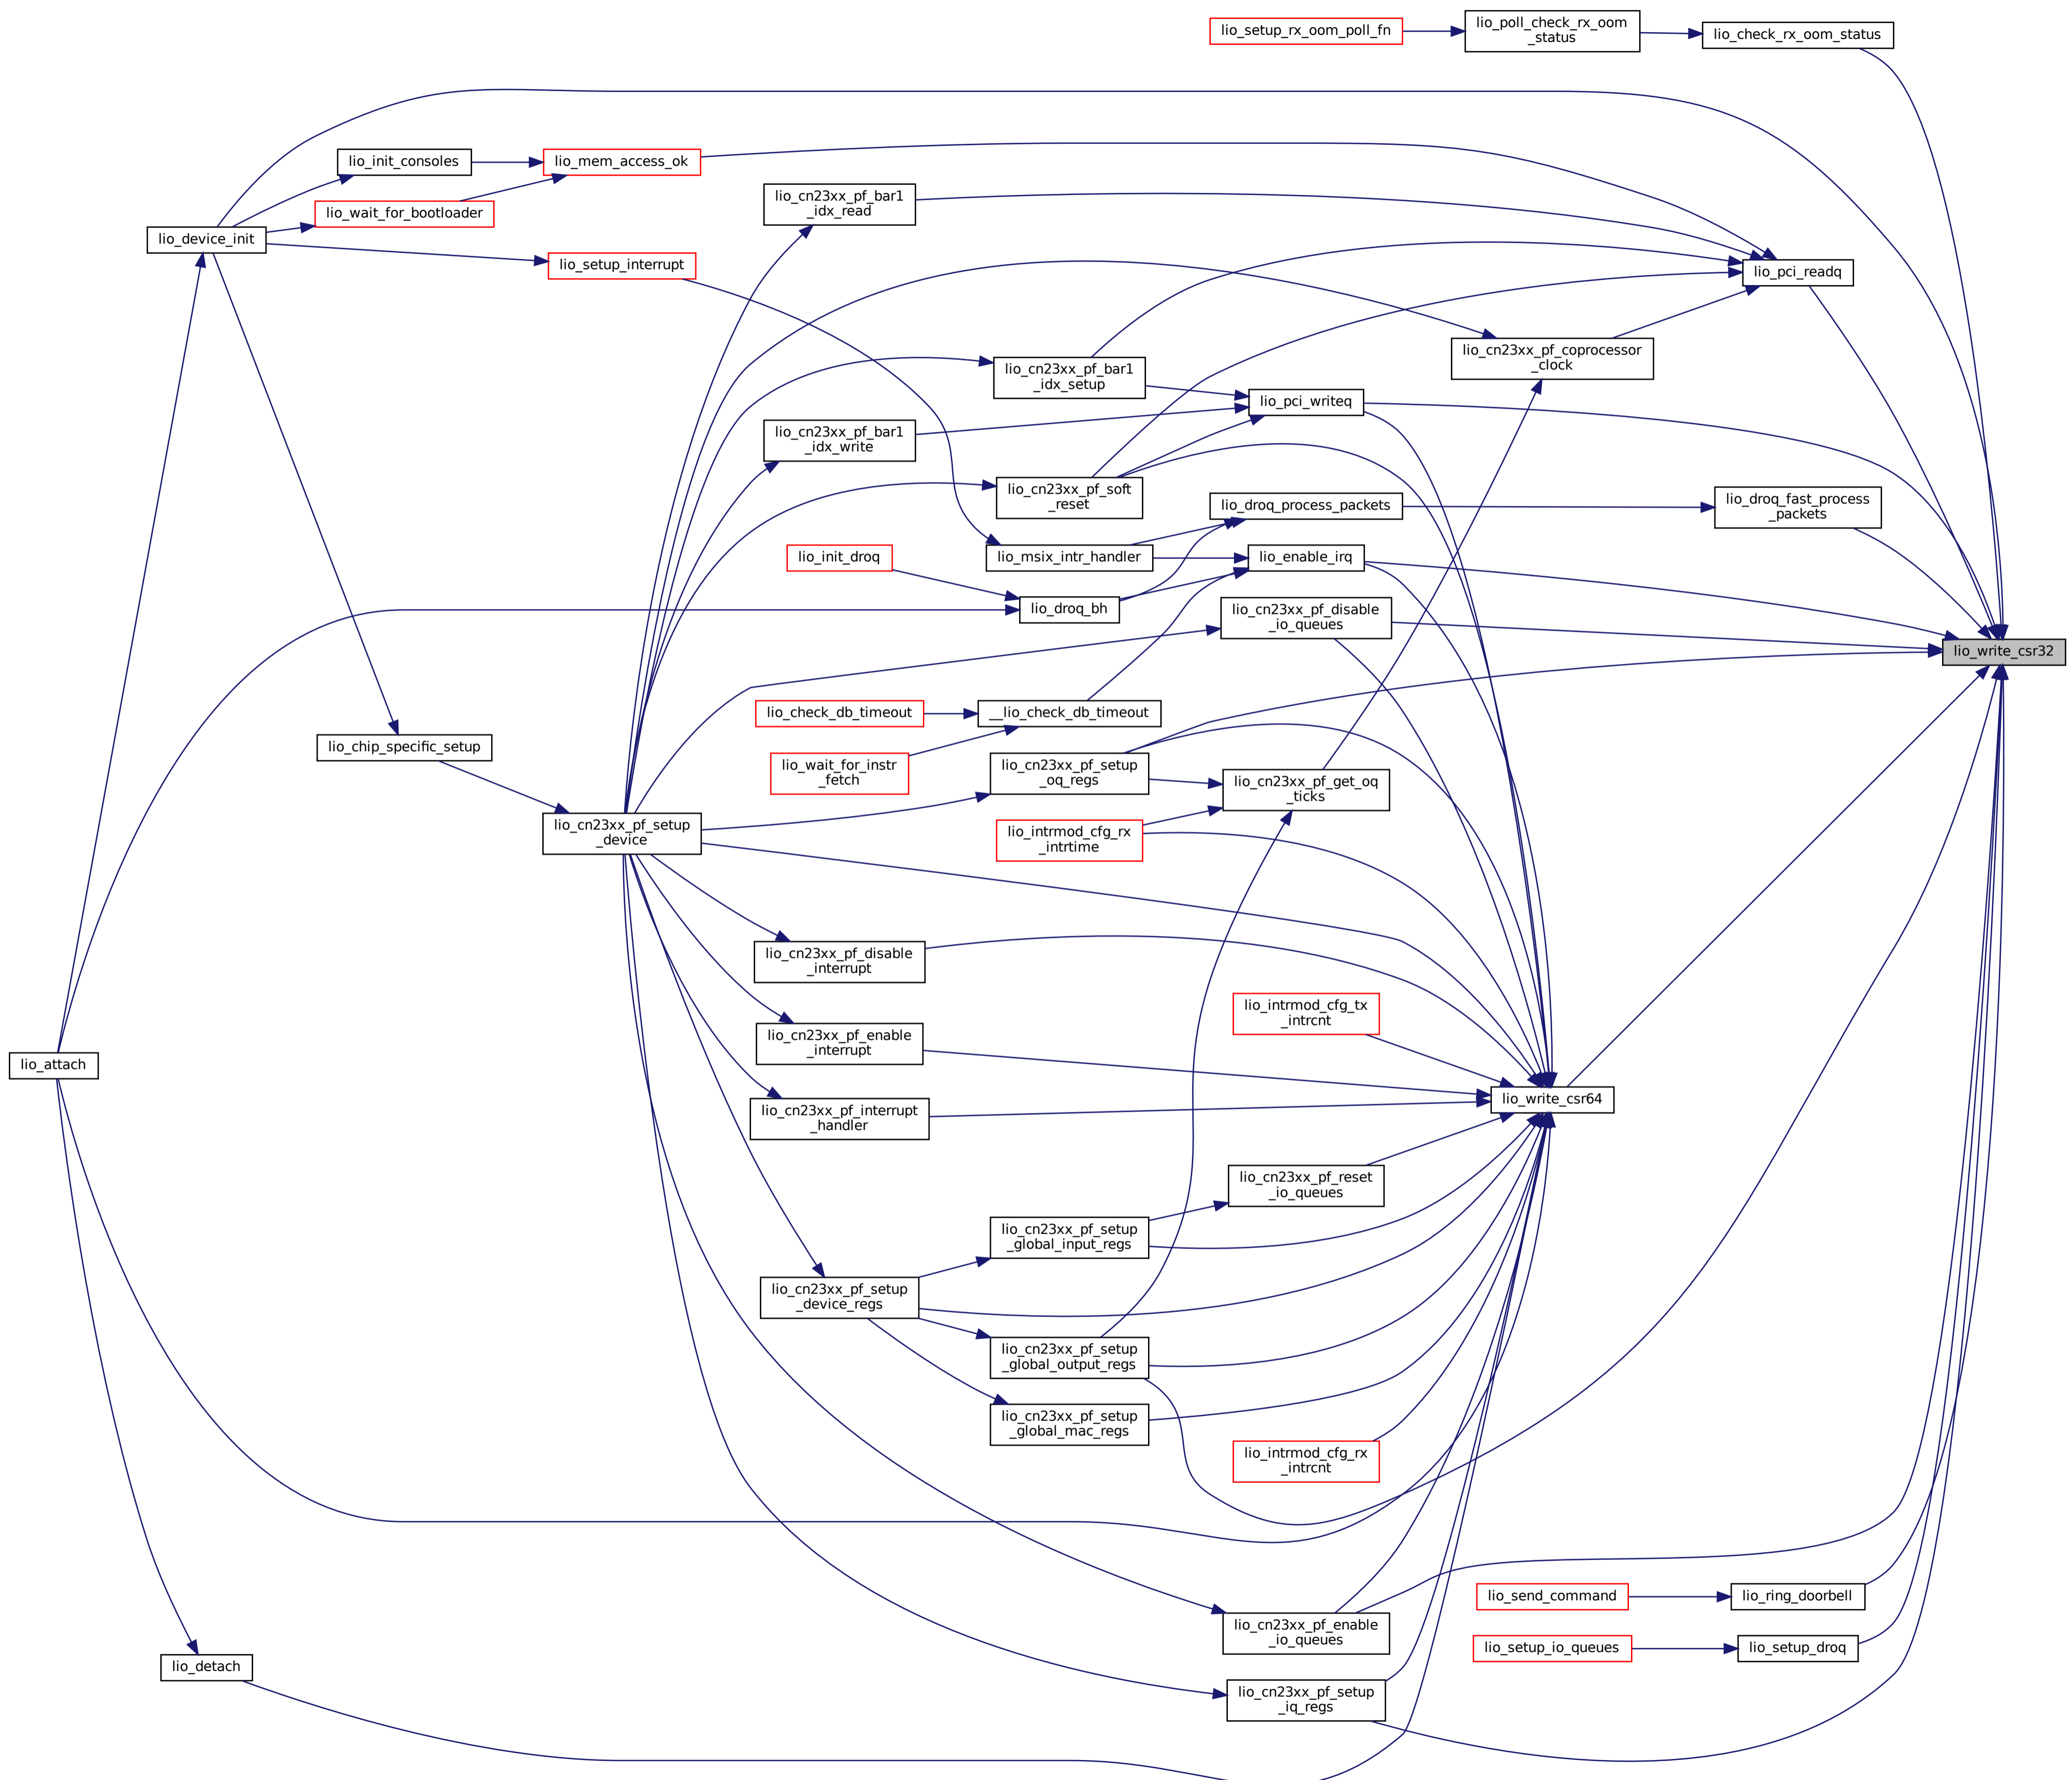 lio_setup_rx_oom_poll_fn
lio_poll_check_rx_oom
_status
lio_check_rx_oom_status
lio_init_consoles
lio_mem_access_ok
lio_cn23xx_pf_bar1
_idx_read
lio_wait_for_bootloader
lio_device_init
lio_setup_interrupt
lio_pci_readq
lio_cn23xx_pf_coprocessor
_clock
lio_cn23xx_pf_bar1
_idx_setup
lio_pci_writeq
lio_cn23xx_pf_bar1
_idx_write
lio_cn23xx_pf_soft
_reset
lio_droq_process_packets
lio_droq_fast_process
_packets
lio_init_droq
lio_msix_intr_handler
lio_enable_irq
lio_droq_bh
lio_cn23xx_pf_disable
_io_queues
lio_write_csr32
lio_check_db_timeout
__lio_check_db_timeout
lio_chip_specific_setup
lio_wait_for_instr
_fetch
lio_cn23xx_pf_setup
_oq_regs
lio_cn23xx_pf_get_oq
_ticks
lio_cn23xx_pf_setup
_device
lio_intrmod_cfg_rx
_intrtime
lio_cn23xx_pf_disable
_interrupt
lio_intrmod_cfg_tx
_intrcnt
lio_cn23xx_pf_enable
_interrupt
lio_attach
lio_write_csr64
lio_cn23xx_pf_interrupt
_handler
lio_cn23xx_pf_reset
_io_queues
lio_cn23xx_pf_setup
_global_input_regs
lio_cn23xx_pf_setup
_device_regs
lio_cn23xx_pf_setup
_global_output_regs
lio_cn23xx_pf_setup
_global_mac_regs
lio_intrmod_cfg_rx
_intrcnt
lio_send_command
lio_ring_doorbell
lio_cn23xx_pf_enable
_io_queues
lio_setup_io_queues
lio_setup_droq
lio_detach
lio_cn23xx_pf_setup
_iq_regs